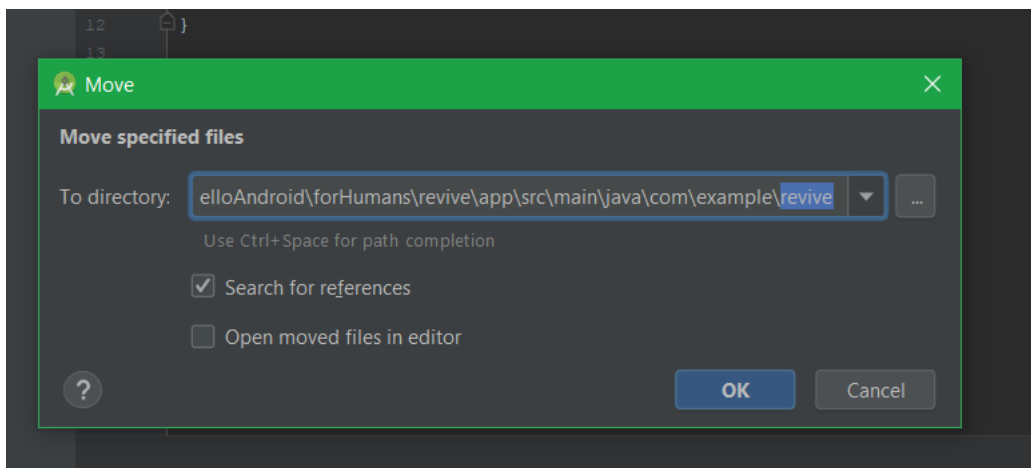 12 }
13
Move
Move specified files
To directory: elloAndroid\forHumans\revive\app\src\main\java\com\example\revive ...
Use Ctrl+Space for path completion
Search for references
Open moved files in editor
? OK Cancel